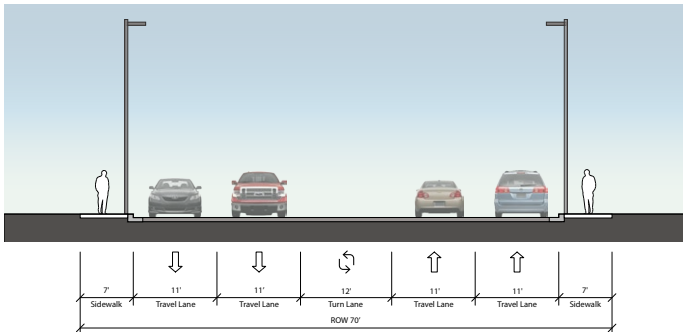 7' 11' 11' 12' 11' 11' 7'
Sidewalk Travel Lane Travel Lane Turn Lane Travel Lane Travel Lane Sidewalk
ROW 70'